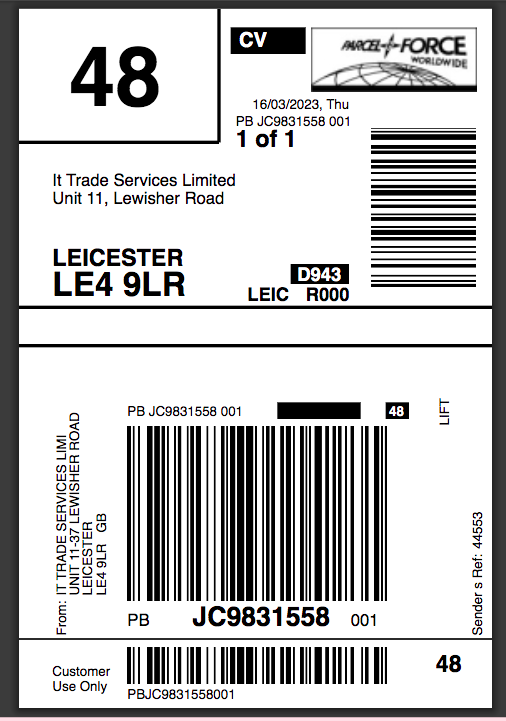 48
CV
PARCEL FORCE
WORLDWIDE
16/03/2023, Thu
PB JC9831558 001
1 of 1
It Trade Services Limited
Unit 11, Lewisher Road
LEICESTER
LE4 9LR
D943
LEIC R000
PB JC9831558 001
48
LIFT
From: IT TRADE SERVICES LIMI
UNIT 11-37 LEWISHER ROAD
LEICESTER
LE4 9LR GB
Sender s Ref: 44553
PB JC9831558 001
Customer
Use Only
PBJC9831558001
48